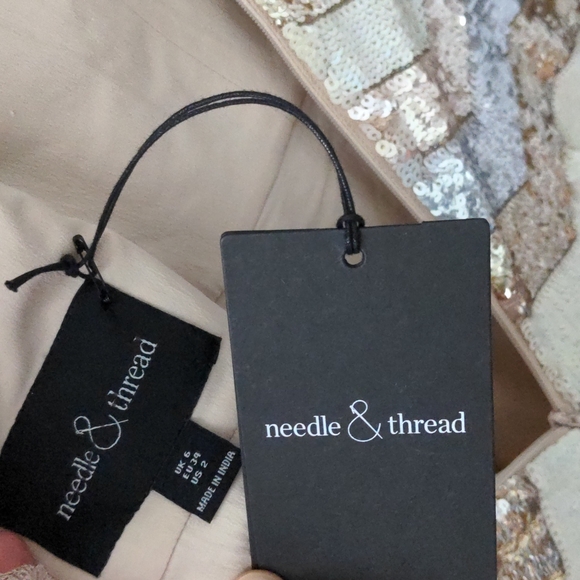 needle & thread
UK 6
EU 34
US 2
MADE IN INDIA
needle & thread